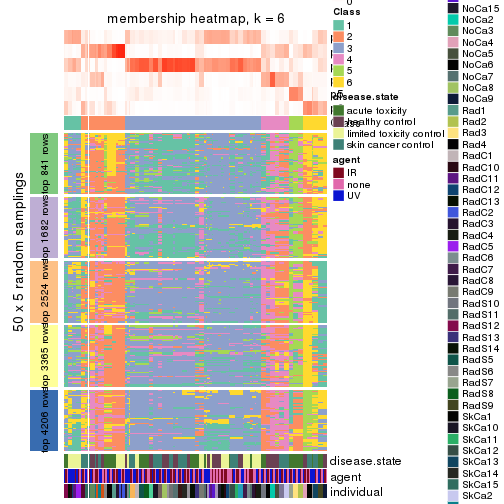 membership heatmap, k = 6
50 x 5 random samplings
top 841 rows
top 1682 rows
top 2524 rows
top 3365 rows
top 4206 rows
disease.state
agent
individual
Class
1
2
3
4
5
6
disease.state
acute toxicity
healthy control
limited toxicity control
skin cancer control
agent
IR
none
UV
NoCa15
NoCa2
NoCa3
NoCa4
NoCa5
NoCa6
NoCa7
NoCa8
NoCa9
Rad1
Rad2
Rad3
Rad4
RadC1
RadC10
RadC11
RadC12
RadC13
RadC2
RadC3
RadC4
RadC5
RadC6
RadC7
RadC8
RadC9
RadS10
RadS11
RadS12
RadS13
RadS14
RadS5
RadS6
RadS7
RadS8
RadS9
SkCa1
SkCa10
SkCa11
SkCa12
SkCa13
SkCa14
SkCa15
SkCa2